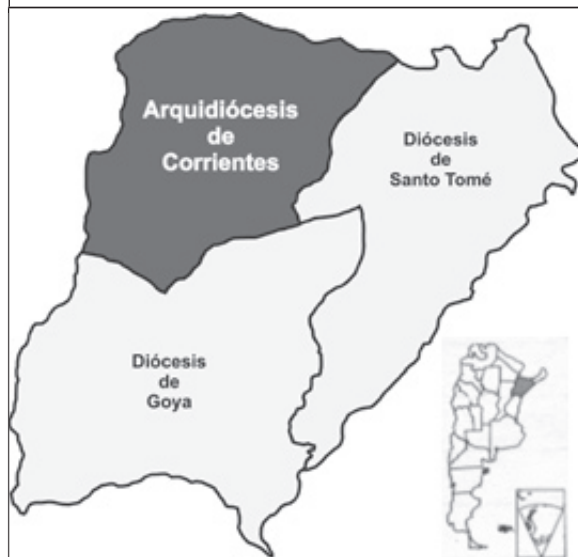 Arquidiócesis
de
Corrientes
Diócesis
de
Santo Tomé
Diócesis
de
Goya